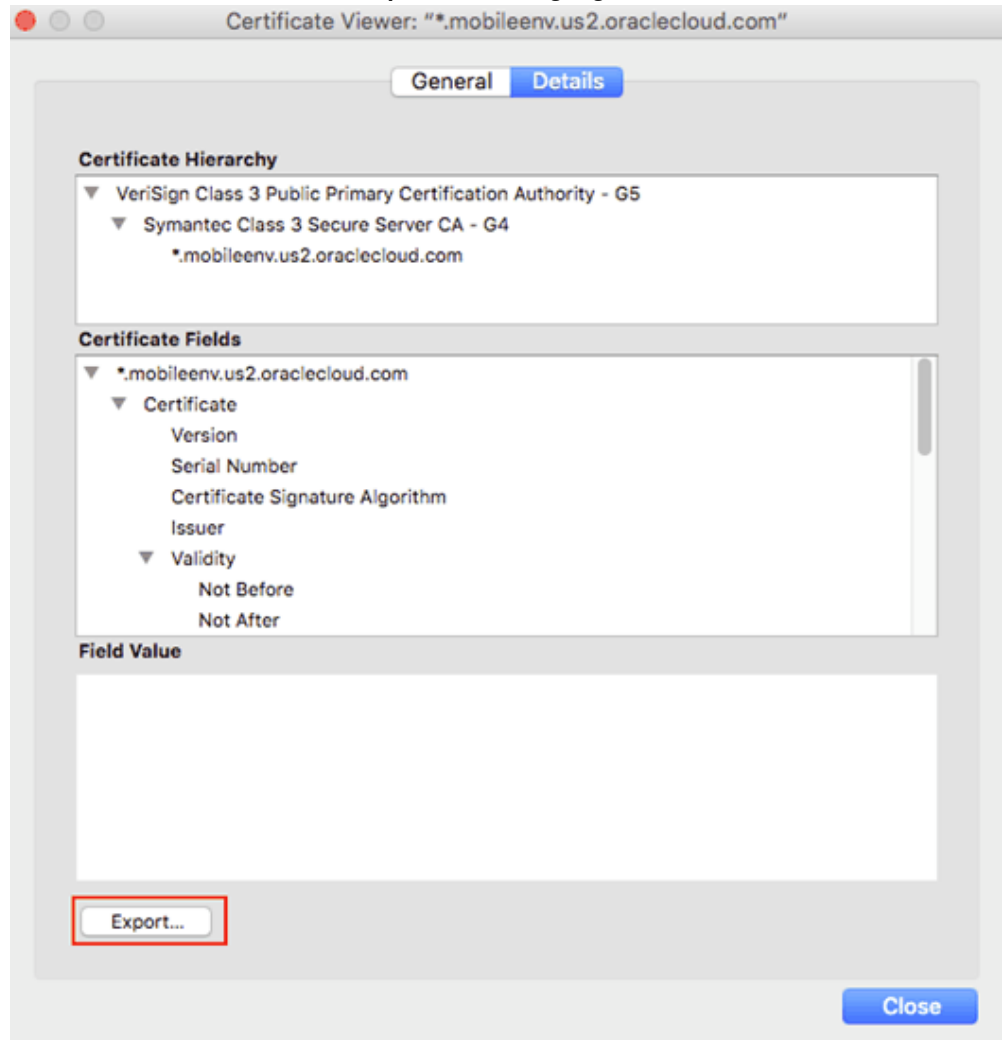 Certificate Viewer: "*.mobileenv.us2.oraclecloud.com"
General Details
Certificate Hierarchy
VeriSign Class 3 Public Primary Certification Authority - G5
Symantec Class 3 Secure Server CA - G4
*.mobileenv.us2.oraclecloud.com
Certificate Fields
*.mobileenv.us2.oraclecloud.com
Certificate
Version
Serial Number
Certificate Signature Algorithm
Issuer
Validity
Not Before
Not After
Field Value
Export...
Close